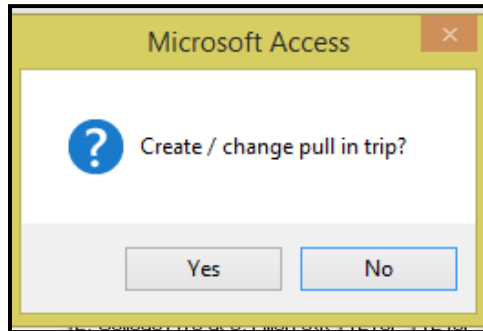 Microsoft Access
Create / change pull in trip?
Yes
No